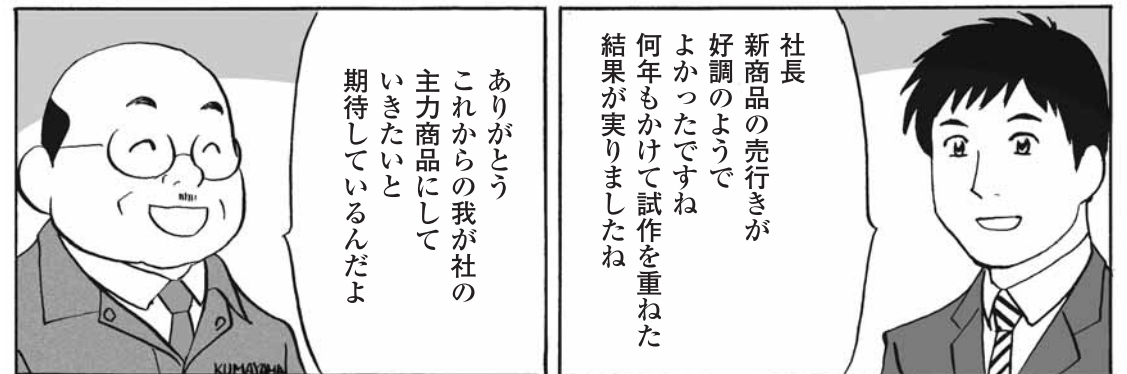 社長
新商品の売行きが
好調のようで
よかったですね
何年もかけて試作を重ねた
結果が実りましたね
ありがとう
これからの我が社の
主力商品にして
いきたいと
期待しているんだよ
KUMAYAMA